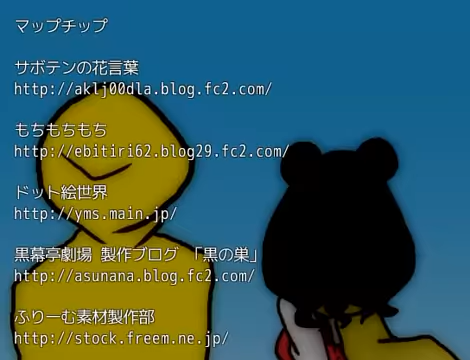 マップチップ
サボテンの花言葉
http://aklj00dla.blog.fc2.com/
もちもちもち
http://ebitiri62.blog29.fc2.com/
ドット絵世界
http://yms.main.jp/
黒幕亭劇場 製作ブログ 「黒の巣」
http://asunana.blog.fc2.com/
ふりーむ素材製作部
http://stock.freem.ne.jp/